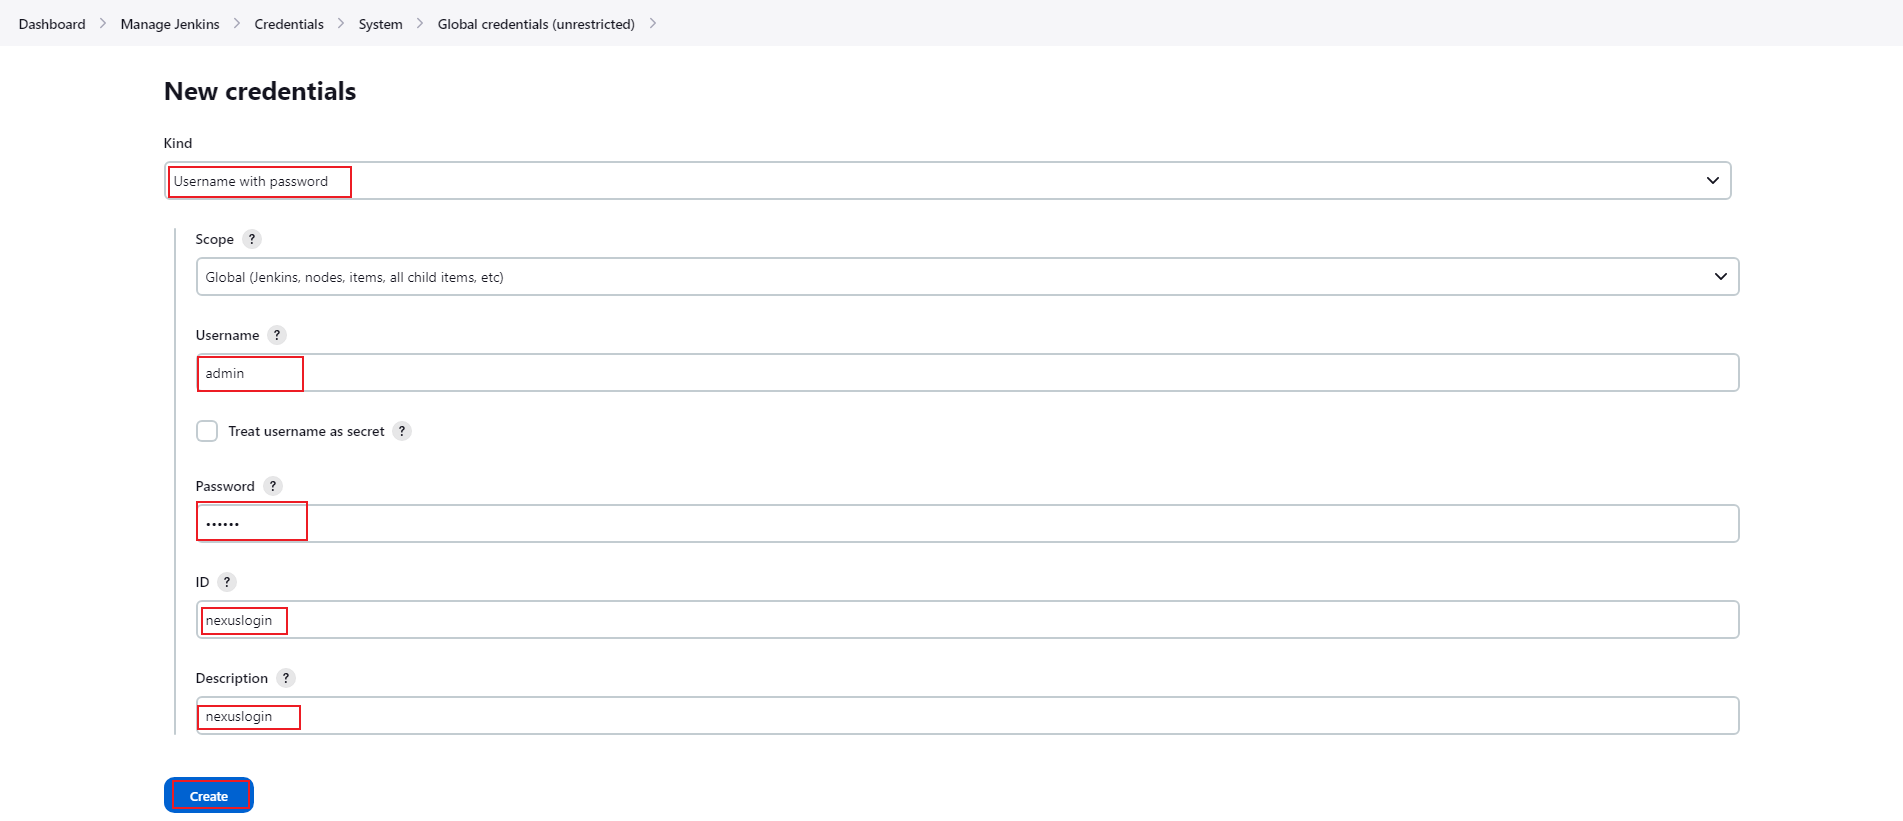 Dashboard > Manage Jenkins > Credentials > System > Global credentials (unrestricted) >
New credentials
Kind
Username with password
Scope ?
Global (Jenkins, nodes, items, all child items, etc)
Username ?
admin
Treat username as secret ?
Password ?
••••••
ID ?
nexuslogin
Description ?
nexuslogin
Create